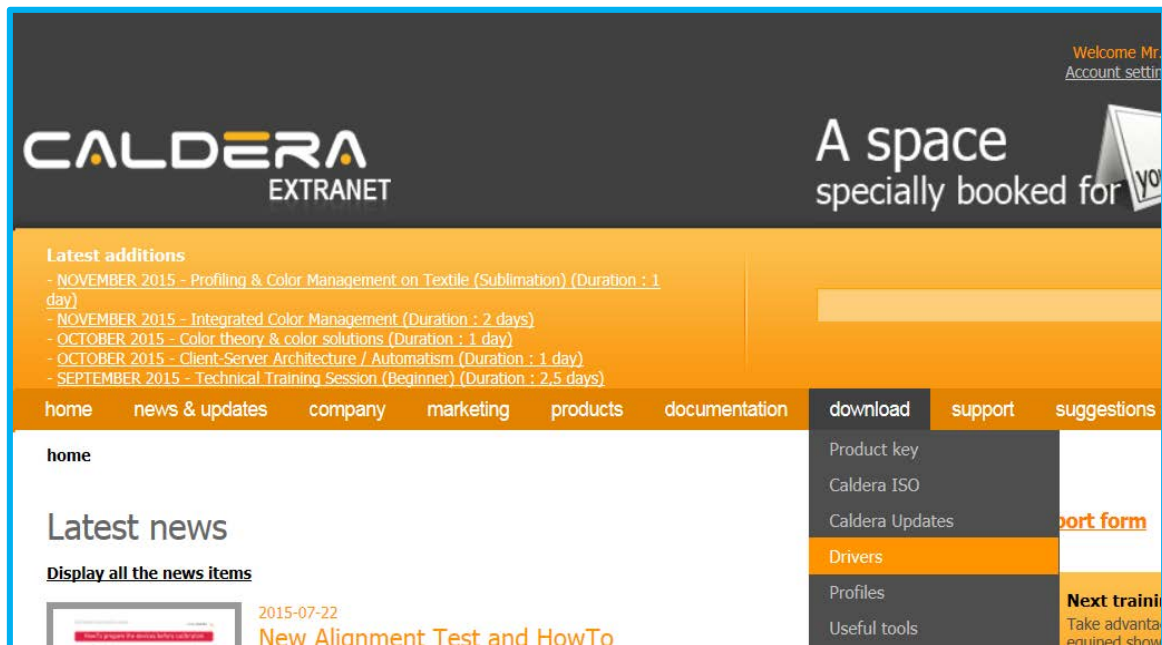 Welcome Mr.
Account settin
CALDERA
EXTRANET
A space
specially booked for you
Latest additions
- NOVEMBER 2015 - Profiling & Color Management on Textile (Sublimation) (Duration : 1
day)
- NOVEMBER 2015 - Integrated Color Management (Duration : 2 days)
- OCTOBER 2015 - Color theory & color solutions (Duration : 1 day)
- OCTOBER 2015 - Client-Server Architecture / Automatism (Duration : 1 day)
- SEPTEMBER 2015 - Technical Training Session (Beginner) (Duration : 2,5 days)
home news & updates company marketing products documentation download support suggestions
home
Product key
Caldera ISO
Caldera Updates
Drivers
Profiles
Useful tools
Latest news
port form
Display all the news items
2015-07-22
New Alignment Test and HowTo
Next traini
Take advanta
equiped show